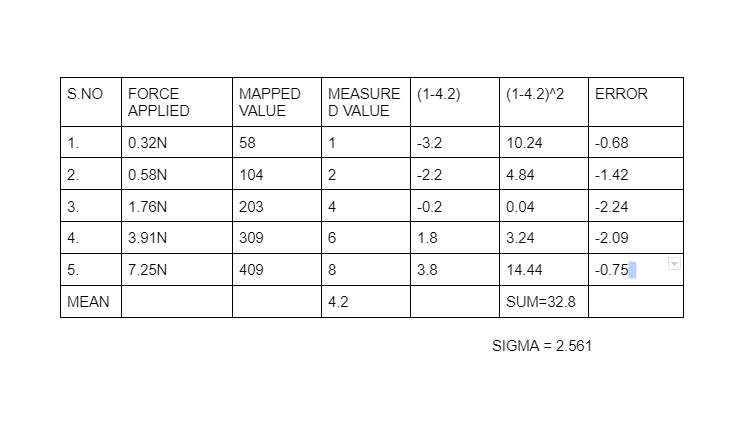 S.NO FORCE APPLIED MAPPED VALUE MEASURE D VALUE (1-4.2) (1-4.2)^2 ERROR
1. 0.32N 58 1 -3.2 10.24 -0.68
2. 0.58N 104 2 -2.2 4.84 -1.42
3. 1.76N 203 4 -0.2 0.04 -2.24
4. 3.91N 309 6 1.8 3.24 -2.09
5. 7.25N 409 8 3.8 14.44 -0.75
MEAN 4.2 SUM=32.8
SIGMA = 2.561